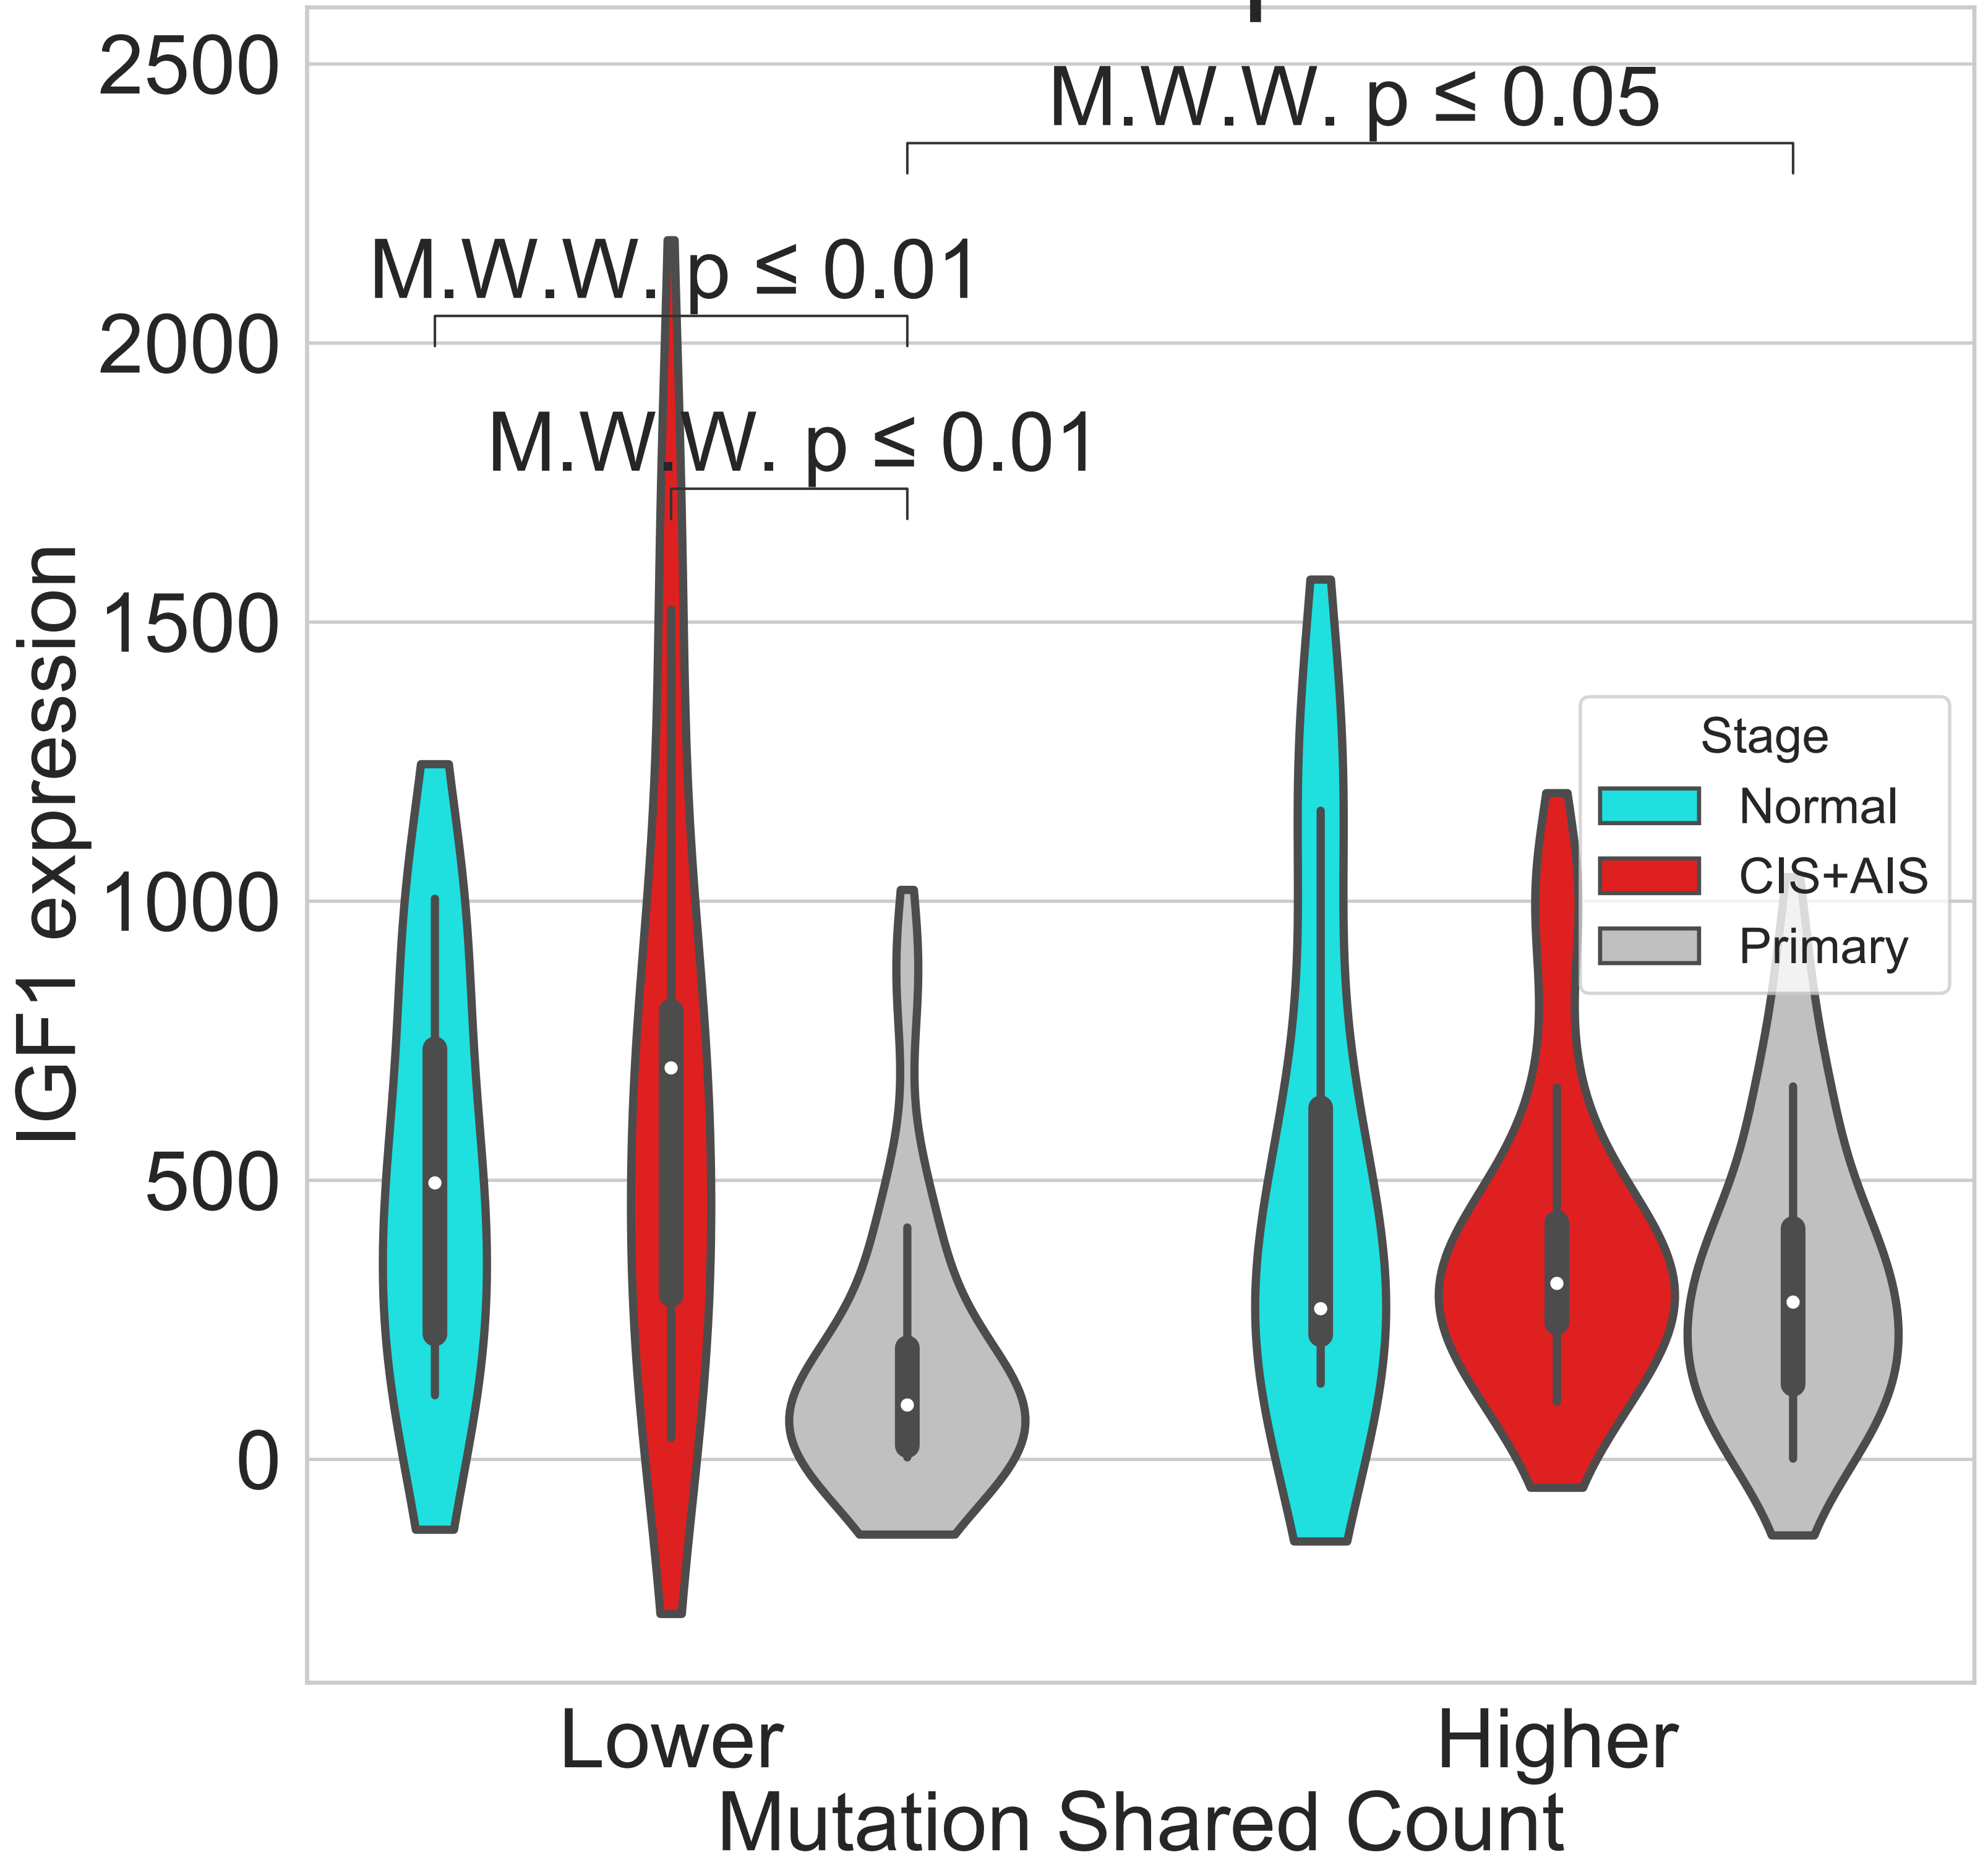 2500
M.W.W. p ≤ 0.05
M.W.W. p ≤ 0.01
2000
M.W.W. p ≤ 0.01
1500
1000
500
0
IGF1 expression
Stage
Normal
CIS+AIS
Primary
Lower
Higher
Mutation Shared Count